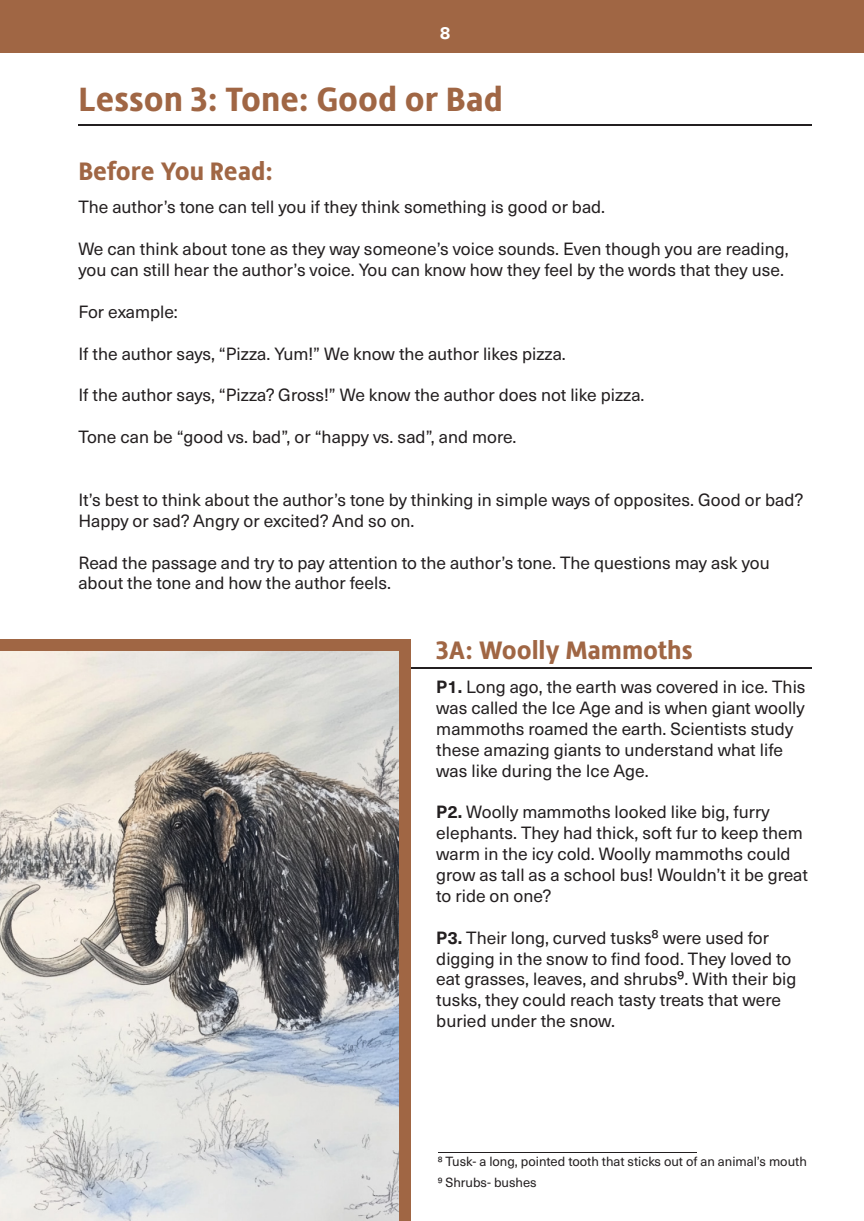 8
Lesson 3: Tone: Good or Bad
Before You Read:
The author’s tone can tell you if they think something is good or bad.
We can think about tone as they way someone’s voice sounds. Even though you are reading,
you can still hear the author’s voice. You can know how they feel by the words that they use.
For example:
If the author says, “Pizza. Yum!” We know the author likes pizza.
If the author says, “Pizza? Gross!” We know the author does not like pizza.
Tone can be “good vs. bad”, or “happy vs. sad”, and more.
It’s best to think about the author’s tone by thinking in simple ways of opposites. Good or bad?
Happy or sad? Angry or excited? And so on.
Read the passage and try to pay attention to the author’s tone. The questions may ask you
about the tone and how the author feels.
3A: Woolly Mammoths
P1. Long ago, the earth was covered in ice. This
was called the Ice Age and is when giant woolly
mammoths roamed the earth. Scientists study
these amazing giants to understand what life
was like during the Ice Age.
P2. Woolly mammoths looked like big, furry
elephants. They had thick, soft fur to keep them
warm in the icy cold. Woolly mammoths could
grow as tall as a school bus! Wouldn’t it be great
to ride on one?
P3. Their long, curved tusks⁸ were used for
digging in the snow to find food. They loved to
eat grasses, leaves, and shrubs⁹. With their big
tusks, they could reach tasty treats that were
buried under the snow.
⁸ Tusk- a long, pointed tooth that sticks out of an animal's mouth
⁹ Shrubs- bushes